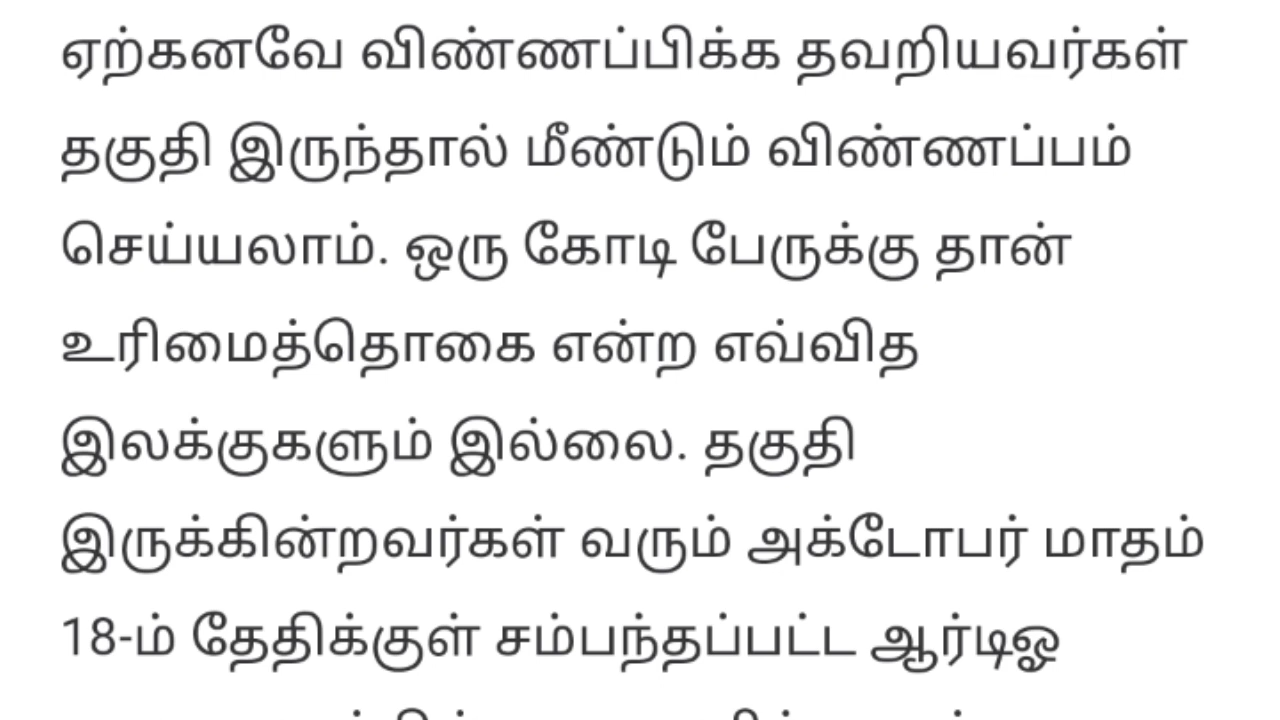 ஏற்கனவே விண்ணப்பிக்க தவறியவர்கள்
தகுதி இருந்தால் மீண்டும் விண்ணப்பம்
செய்யலாம். ஒரு கோடி பேருக்கு தான்
உரிமைத்தொகை என்ற எவ்வித
இலக்குகளும் இல்லை. தகுதி
இருக்கின்றவர்கள் வரும் அக்டோபர் மாதம்
18-ம் தேதிக்குள் சம்பந்தப்பட்ட ஆர்டிஓ